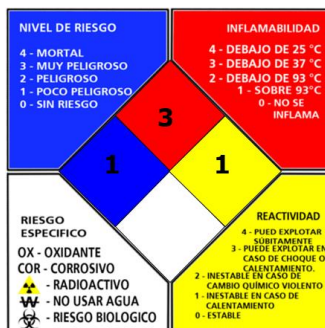 NIVEL DE RIESGO
4 - MORTAL
3 - MUY PELIGROSO
2 - PELIGROSO
1 - POCO PELIGROSO
0 - SIN RIESGO
INFLAMABILIDAD
4 - DEBAJO DE 25 °C
3 - DEBAJO DE 37 °C
2 - DEBAJO DE 93 °C
1 - SOBRE 93°C
0 - NO SE
INFLAMA
3
1
1
RIESGO
ESPECIFICO
OX - OXIDANTE
COR - CORROSIVO
- RADIOACTIVO
W - NO USAR AGUA
- RIESGO BIOLOGICO
REACTIVIDAD
4 - PUED EXPLOTAR
SÚBITAMENTE
3 - PUEDE EXPLOTAR EN
CASO DE CHOQUE O
CALENTAMIENTO.
2 - INESTABLE EN CASO DE
CAMBIO QUÍMICO VIOLENTO
1 - INESTABLE EN CASO DE
CALENTAMIENTO
0 - ESTABLE